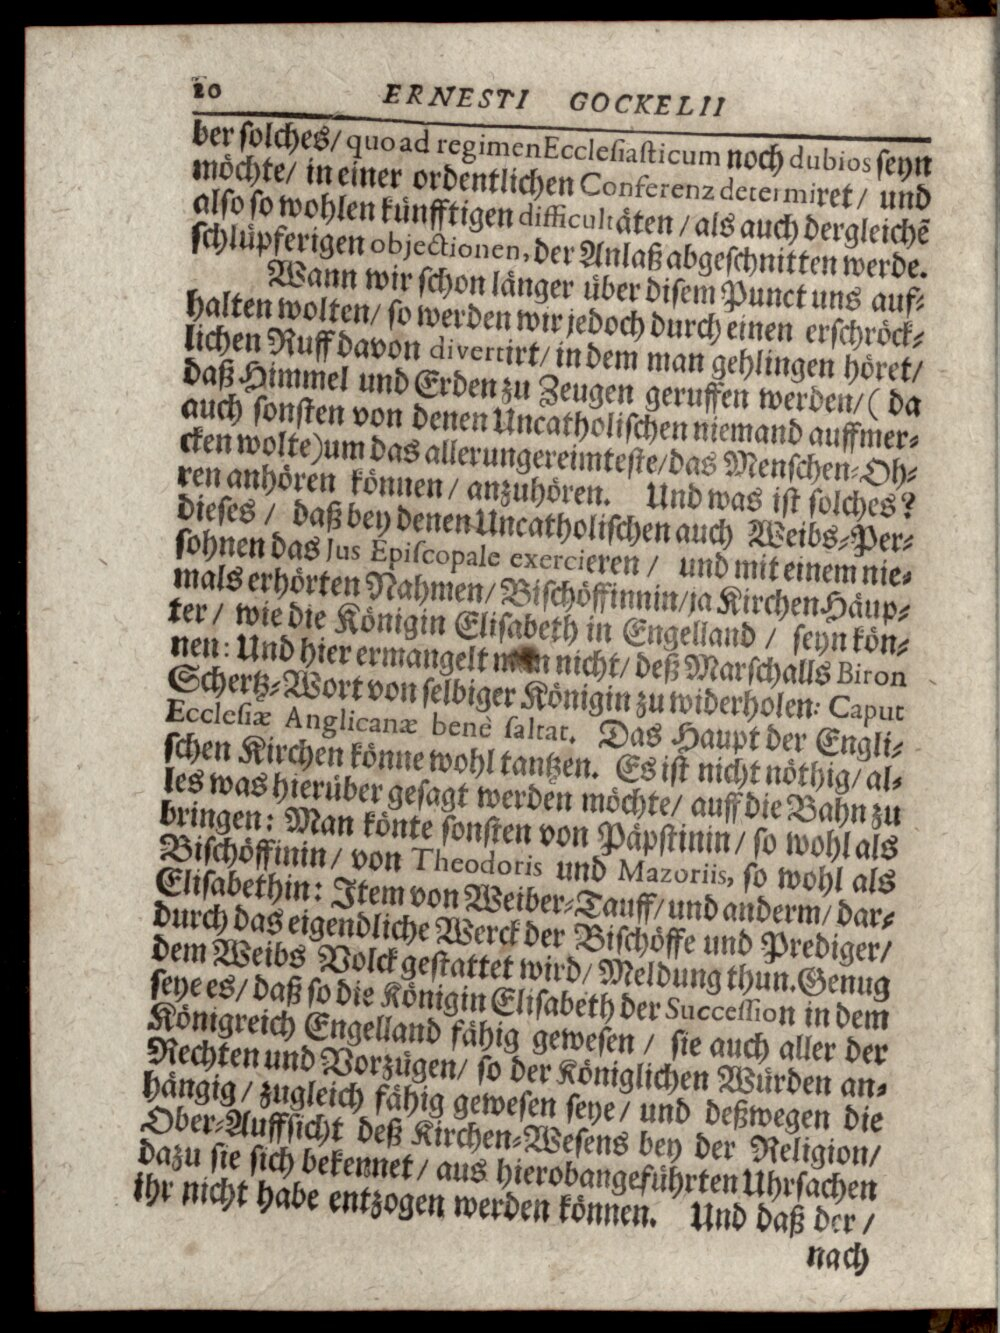 20 ERNESTI GOCKELII
ber solches/ quo ad regimen Ecclesiasticum noch dubios seyn
möchte/ in einer ordentlichen Conferenz determiret/ und
also so wohlen künfftigen difficultäten / als auch dergleichẽ
schlüpferigen objectionen, der Anlaß abgeschnitten werde.
Wann wir schon länger über disem Punct uns auf-
halten wolten/ so werden wir jedoch durch einen erschröck-
lichen Ruff davon divertirt/ in dem man gehlingen höret/
daß Himmel und Erden zu Zeugen geruffen werden/ ( da
auch sonsten von denen Uncatholischen niemand auffmer-
cken wolte) um das allerungereimteste/ das Menschen-Oh-
ren anhören können / anzuhören. Und was ist solches?
dieses / daß bey denen Uncatholischen auch Weibs-Per-
sohnen das Jus Episcopale exercieren / und mit einem nie-
mals erhörten Nahmen/ Bischöffinnin/ ja Kirchen Häup-
ter / wie die Königin Elisabeth in Engelland / seyn kön-
nen: Und hier ermangelt man nicht/ deß Marschalls Biron
Schertz-Wort von selbiger Königin zu widerholen: Caput
Ecclesiæ Anglicanæ benè saltat. Das Haupt der Engli-
schen Kirchen könne wohl tantzen. Es ist nicht nöthig/ al-
les was hierüber gesagt werden möchte/ auff die Bahn zu
bringen: Man könte sonsten von Päpstinin/ so wohl als
Bischöffinin/ von Theodoris und Mazoriis, so wohl als
Elisabethin: Item von Weiber-Tauff/ und anderm/ dar-
durch das eigendliche Werck der Bischöffe und Prediger/
dem Weibs Volck gestattet wird/ Meldung thun. Genug
seye es/ daß so die Königin Elisabeth der Succession in dem
Königreich Engelland fähig gewesen / sie auch aller der
Rechten und Vorzügen/ so der Königlichen Würden an-
hängig / zugleich fähig gewesen seye/ und deßwegen die
Ober-Auffsicht deß Kirchen-Wesens bey der Religion/
dazu sie sich bekennet / aus hierobangeführten Uhrsachen
ihr nicht habe entzogen werden können. Und daß der /
nach